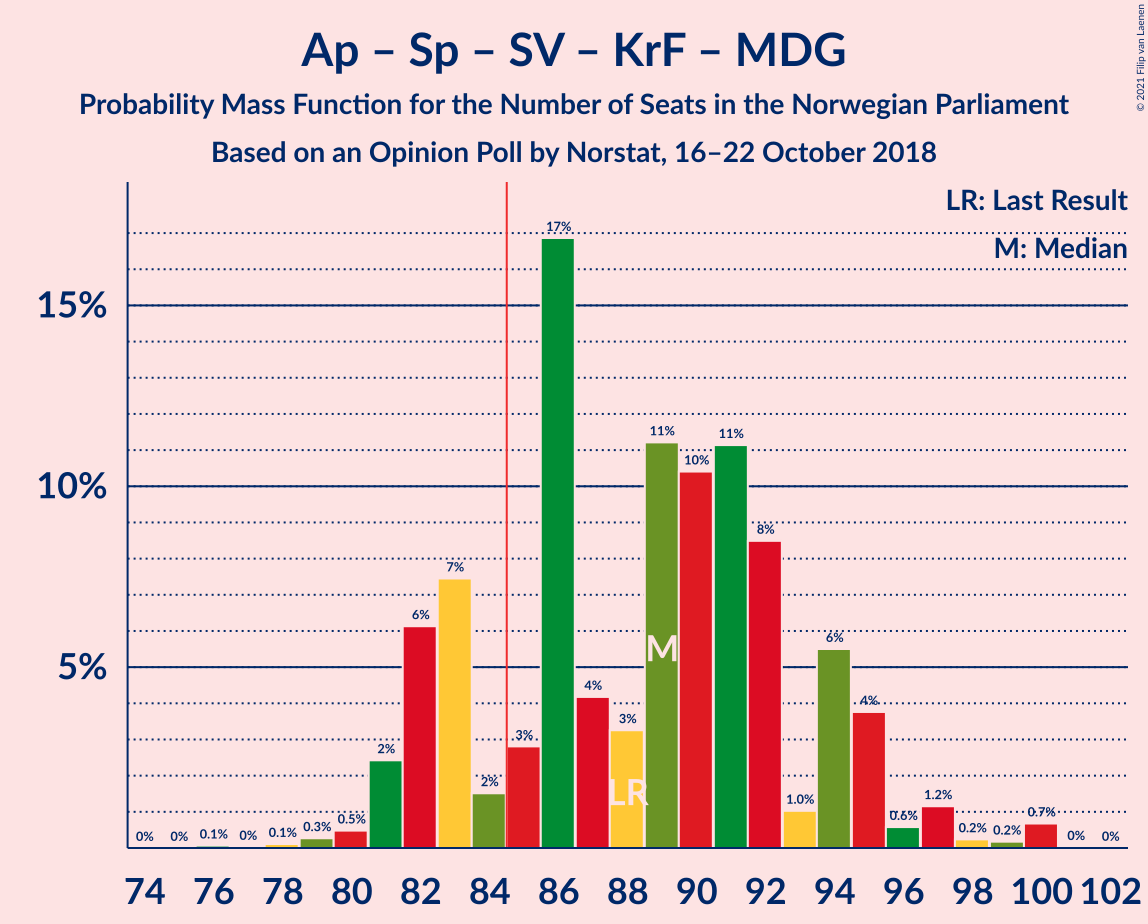 Ap – Sp – SV – KrF – MDG
Probability Mass Function for the Number of Seats in the Norwegian Parliament
Based on an Opinion Poll by Norstat, 16–22 October 2018
© 2021 Filip van Laenen
LR: Last Result
M: Median
15%
10%
5%
0% 0% 0.1% 0% 0.1% 0.3% 0.5% 2% 6% 7% 2% 3% 17% 4% 3% 11% 10% 11% 8% 1.0% 6% 4% 0.6% 1.2% 0.2% 0.2% 0.7% 0% 0%
M
LR
74 76 78 80 82 84 86 88 90 92 94 96 98 100 102